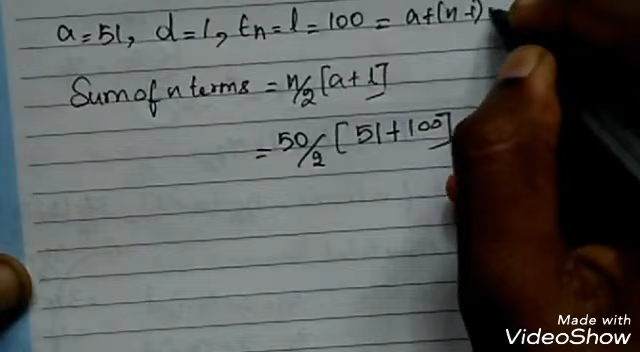 a = 51, d = 1, tn = l = 100 = a+(n-1)
Sum of n terms = n/2 [a+l]
= 50/2 [51+100]
Made with
VideoShow